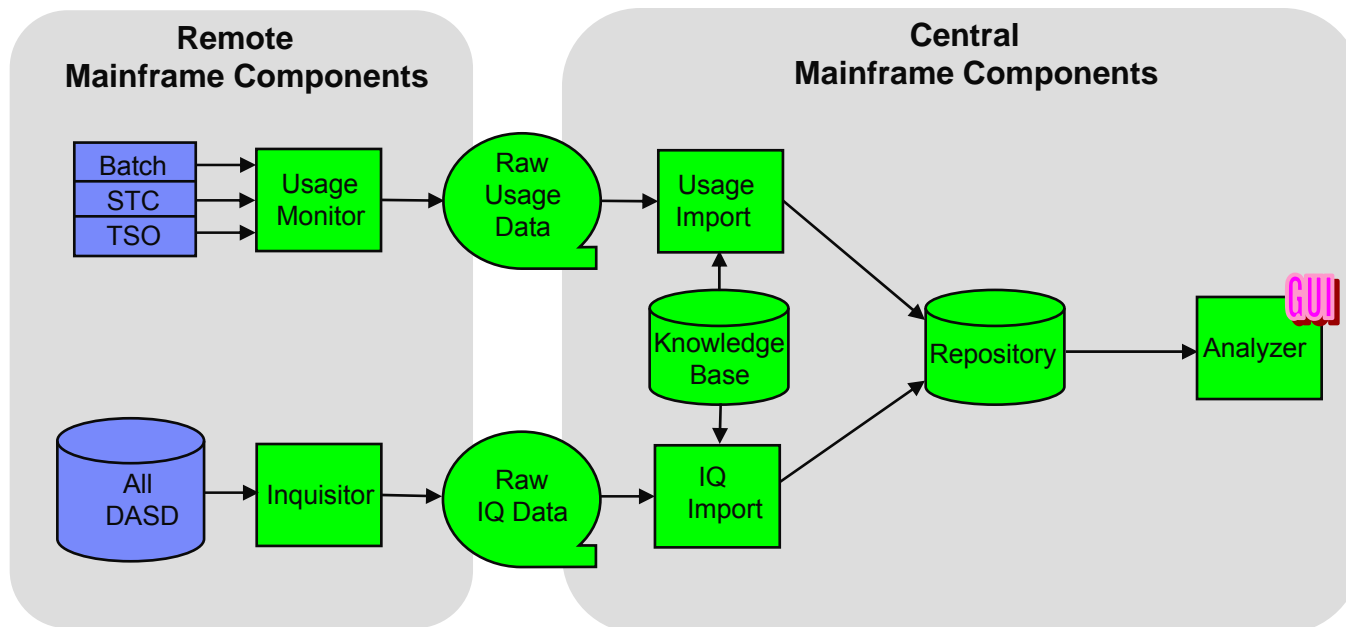 Remote
Mainframe Components
Central
Mainframe Components
Batch
STC
TSO
Usage
Monitor
Raw
Usage
Data
Usage
Import
Knowledge
Base
Repository
GUI
Analyzer
All
DASD
Inquisitor
Raw
IQ Data
IQ
Import